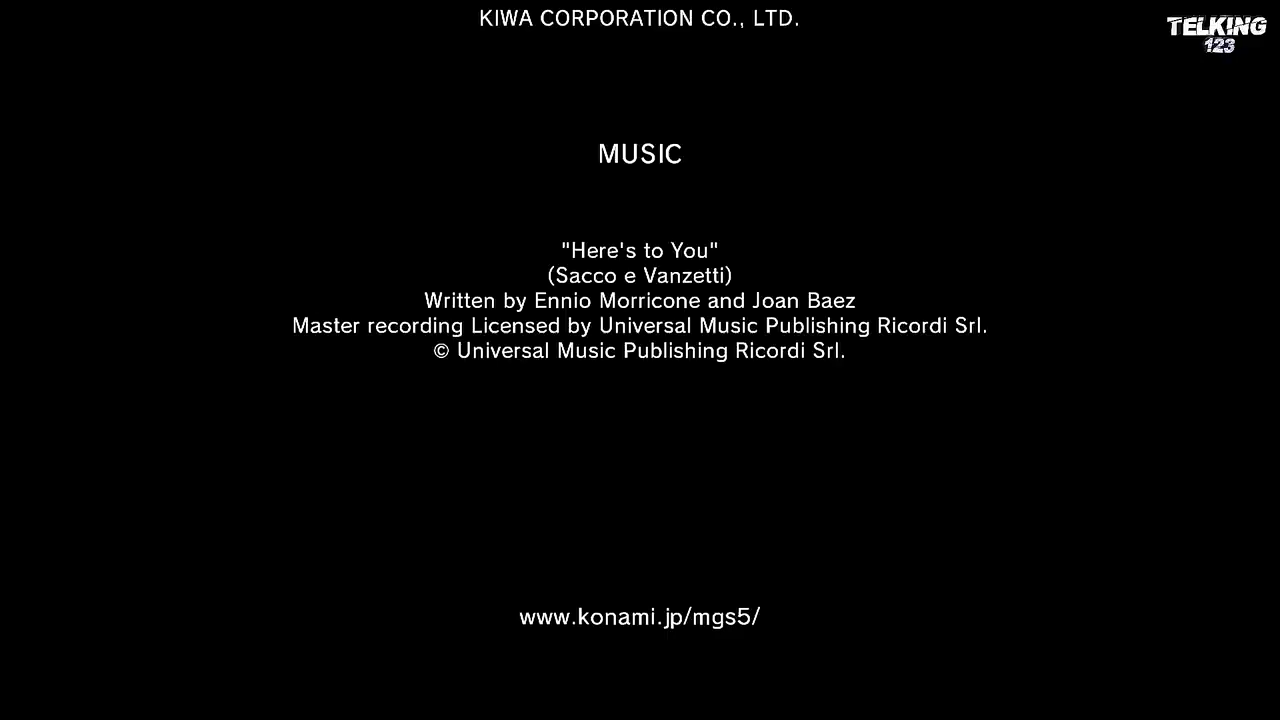 KIWA CORPORATION CO., LTD.
TELKING
123
MUSIC
"Here's to You"
(Sacco e Vanzetti)
Written by Ennio Morricone and Joan Baez
Master recording Licensed by Universal Music Publishing Ricordi Srl.
© Universal Music Publishing Ricordi Srl.
www.konami.jp/mgs5/